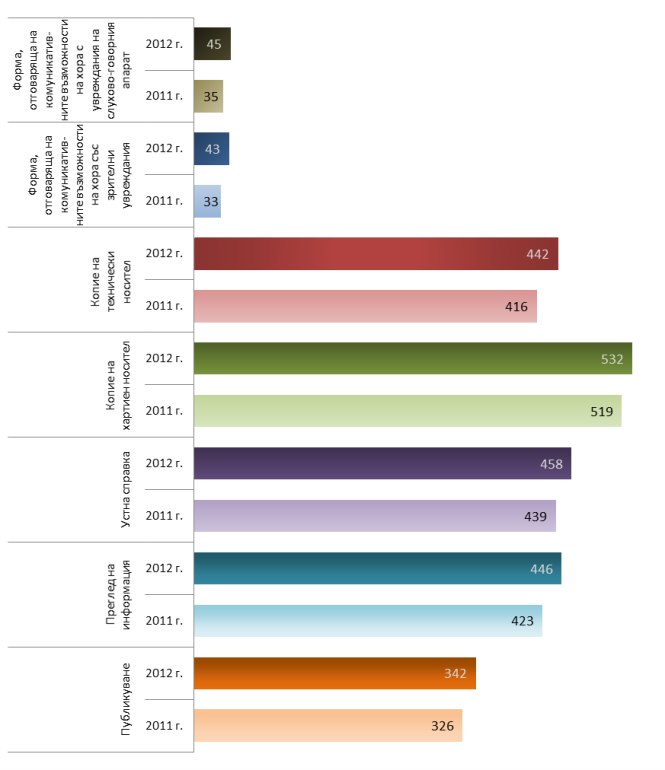 Форма,
отговаряща на
комуникатив-
ните възможности
на хора с
увреждания на
слухово-говорния
апарат
2012 г.
45
2011 г.
35
Форма,
отговаряща на
комуникатив-
ните възможности
на хора със
зрителни
увреждания
2012 г.
43
2011 г.
33
Копие на
технически
носител
2012 г.
442
2011 г.
416
Копие на
хартиен носител
2012 г.
532
2011 г.
519
Устна справка
2012 г.
458
2011 г.
439
Преглед на
информация
2012 г.
446
2011 г.
423
Публикуване
2012 г.
342
2011 г.
326